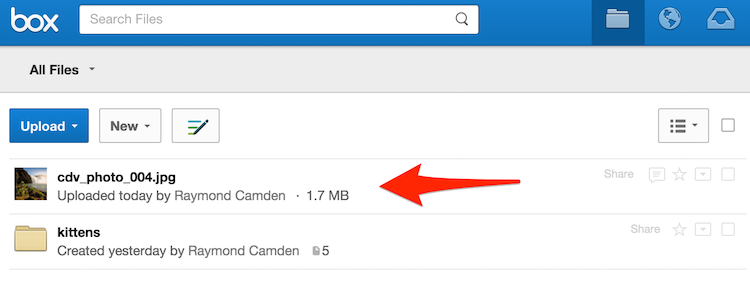 box
Search Files
All Files
Upload
New
cdv_photo_004.jpg
Share
Uploaded today by Raymond Camden · 1.7 MB
kittens
Share
Created yesterday by Raymond Camden 5